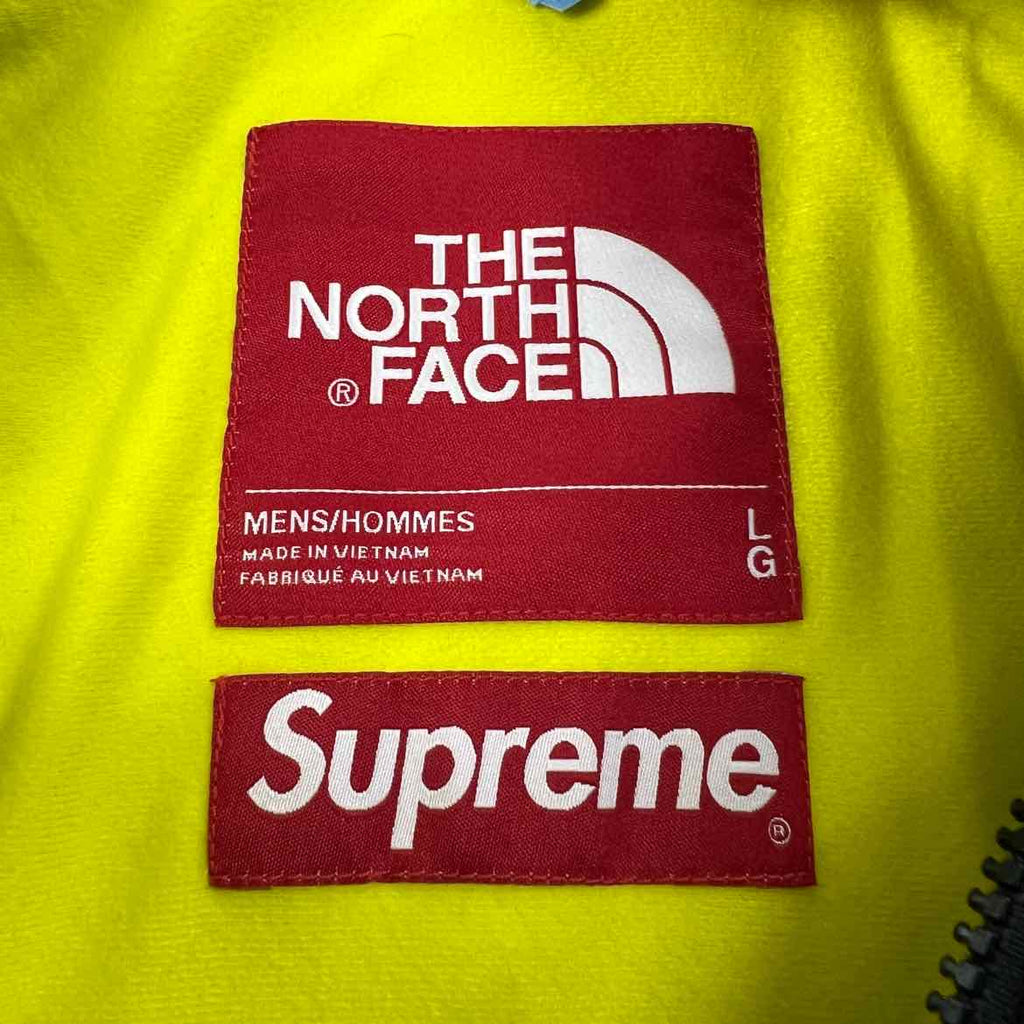 THE
NORTH
® FACE
MENS/HOMMES
MADE IN VIETNAM
FABRIQUÉ AU VIETNAM
L
G
Supreme
®